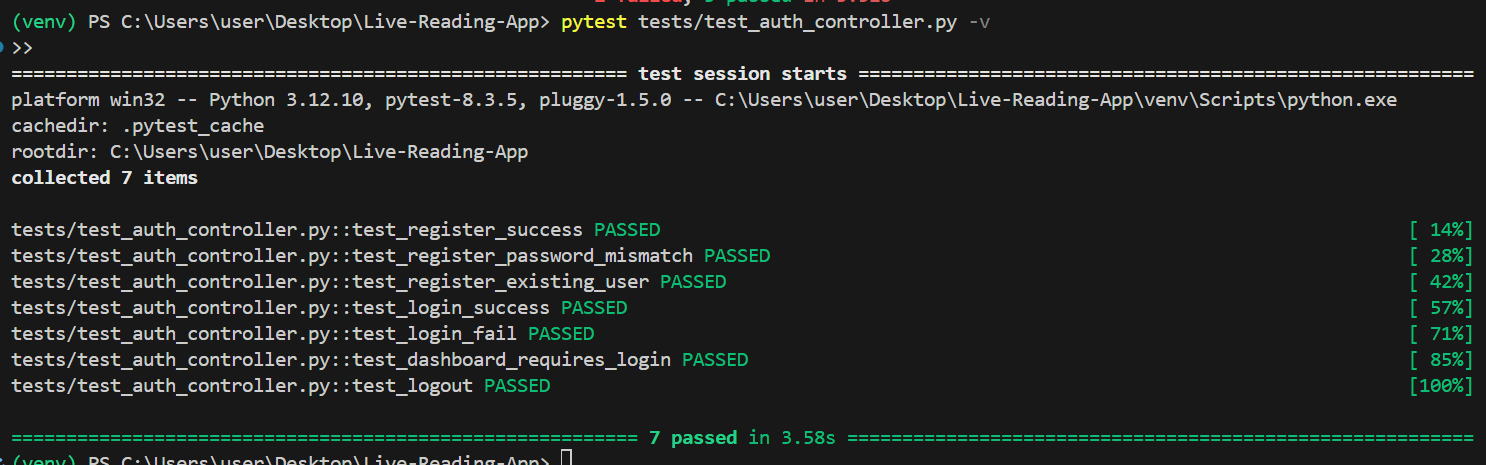 (venv) PS C:\Users\user\Desktop\Live-Reading-App> pytest tests/test_auth_controller.py -v
>>
======================================================== test session starts ========================================================
platform win32 -- Python 3.12.10, pytest-8.3.5, pluggy-1.5.0 -- C:\Users\user\Desktop\Live-Reading-App\venv\Scripts\python.exe
cachedir: .pytest_cache
rootdir: C:\Users\user\Desktop\Live-Reading-App
collected 7 items
tests/test_auth_controller.py::test_register_success PASSED [ 14%]
tests/test_auth_controller.py::test_register_password_mismatch PASSED [ 28%]
tests/test_auth_controller.py::test_register_existing_user PASSED [ 42%]
tests/test_auth_controller.py::test_login_success PASSED [ 57%]
tests/test_auth_controller.py::test_login_fail PASSED [ 71%]
tests/test_auth_controller.py::test_dashboard_requires_login PASSED [ 85%]
tests/test_auth_controller.py::test_logout PASSED [100%]
========================================================= 7 passed in 3.58s =========================================================
(venv) PS C:\Users\user\Desktop\Live-Reading-App>